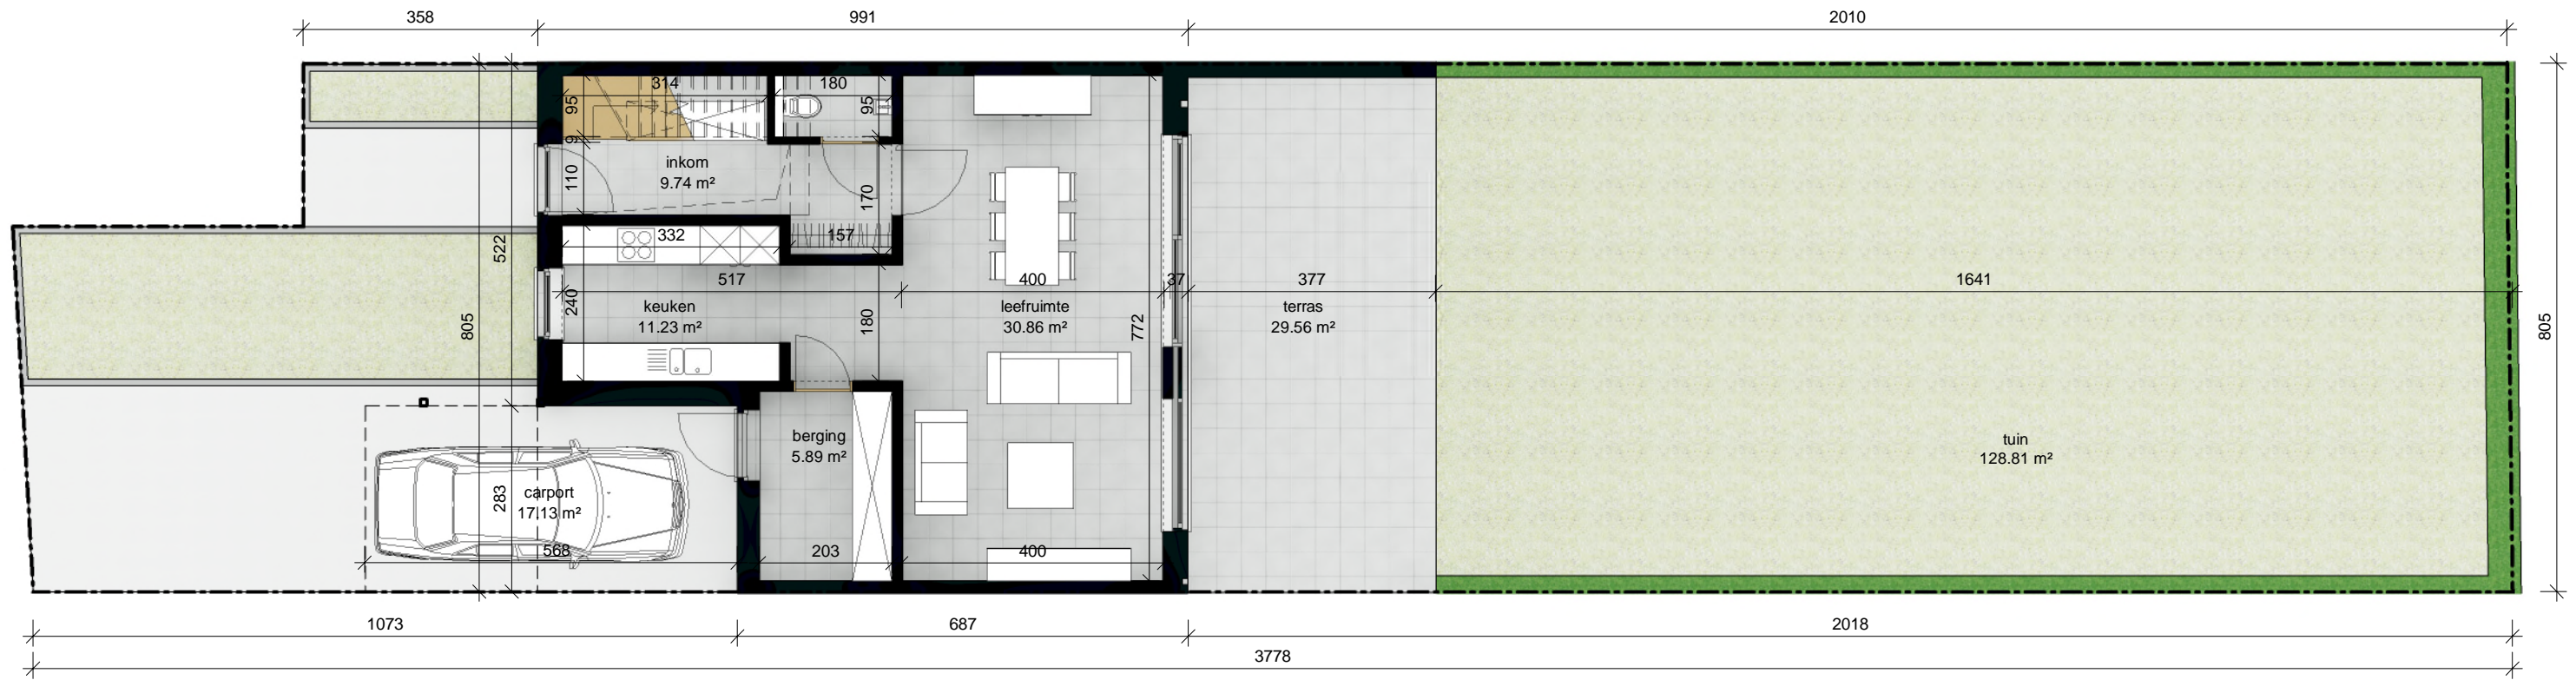 358
991
2010
314
180
95
95
9
inkom
9.74 m²
110
170
332
157
522
517
400
37
377
1641
240
keuken
11.23 m²
180
leefruimte
30.86 m²
772
terras
29.56 m²
805
805
berging
5.89 m²
tuin
128.81 m²
283
carport
17.13 m²
568
203
400
1073
687
2018
3778